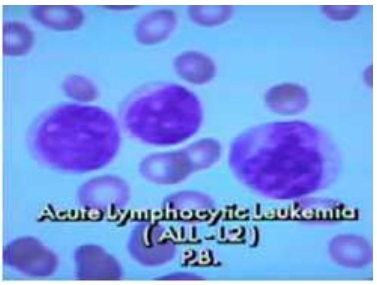 Acute Lymphocytic Leukemia
( ALL - L2 )
P.B.